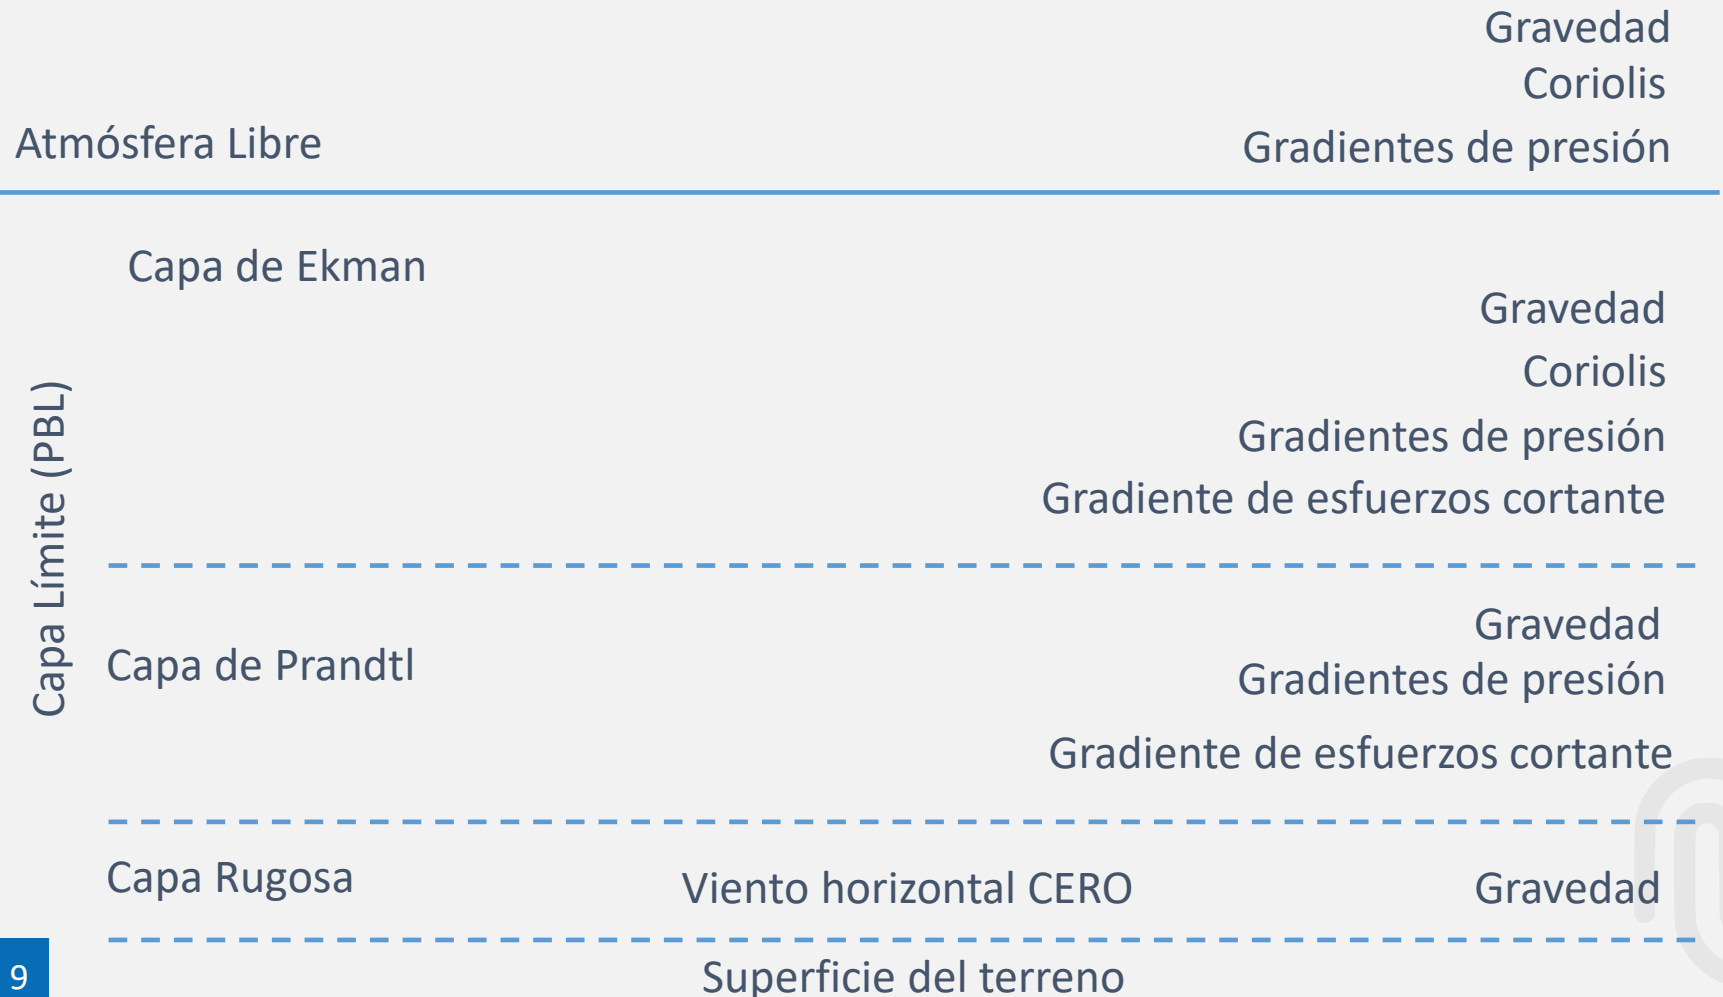 Gravedad
Coriolis
Atmósfera Libre
Gradientes de presión
Capa de Ekman
Gravedad
Coriolis
Gradientes de presión
Gradiente de esfuerzos cortante
Capa Límite (PBL)
Gravedad
Capa de Prandtl
Gradientes de presión
Gradiente de esfuerzos cortante
Capa Rugosa
Viento horizontal CERO
Gravedad
Superficie del terreno
9